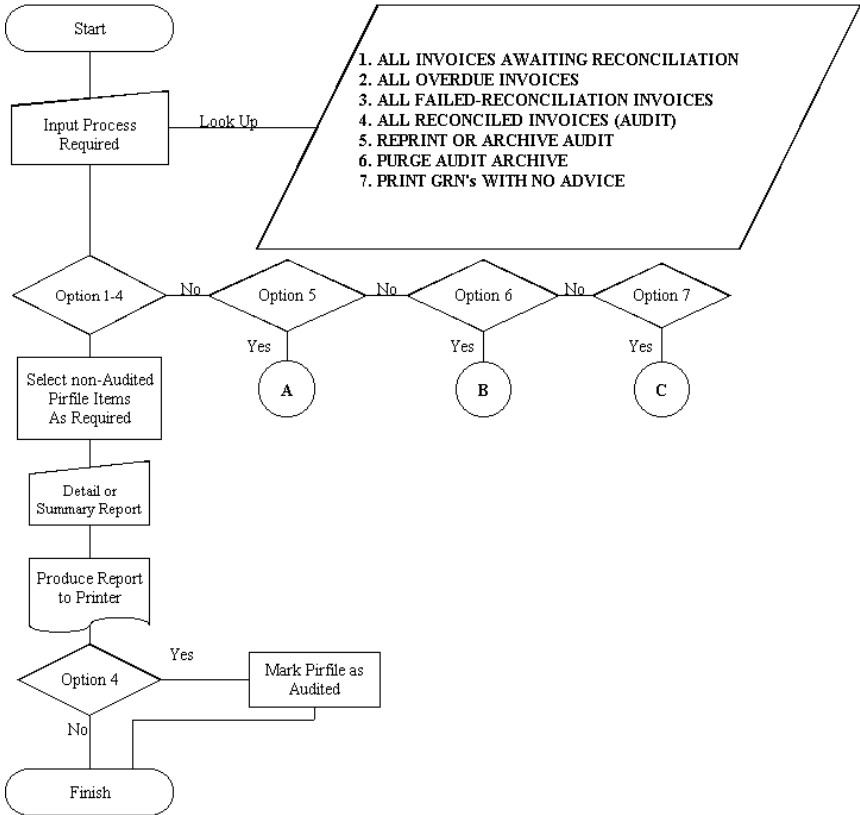 Start
Input Process
Required
Look Up
1. ALL INVOICES AWAITING RECONCILIATION
2. ALL OVERDUE INVOICES
3. ALL FAILED-RECONCILIATION INVOICES
4. ALL RECONCILED INVOICES (AUDIT)
5. REPRINT OR ARCHIVE AUDIT
6. PURGE AUDIT ARCHIVE
7. PRINT GRN's WITH NO ADVICE
Option 1-4
No
Option 5
No
Option 6
No
Option 7
Yes
Yes
Yes
A
B
C
Select non-Audited
Pirfile Items
As Required
Detail or
Summary Report
Produce Report
to Printer
Option 4
Yes
Mark Pirfile as
Audited
No
Finish